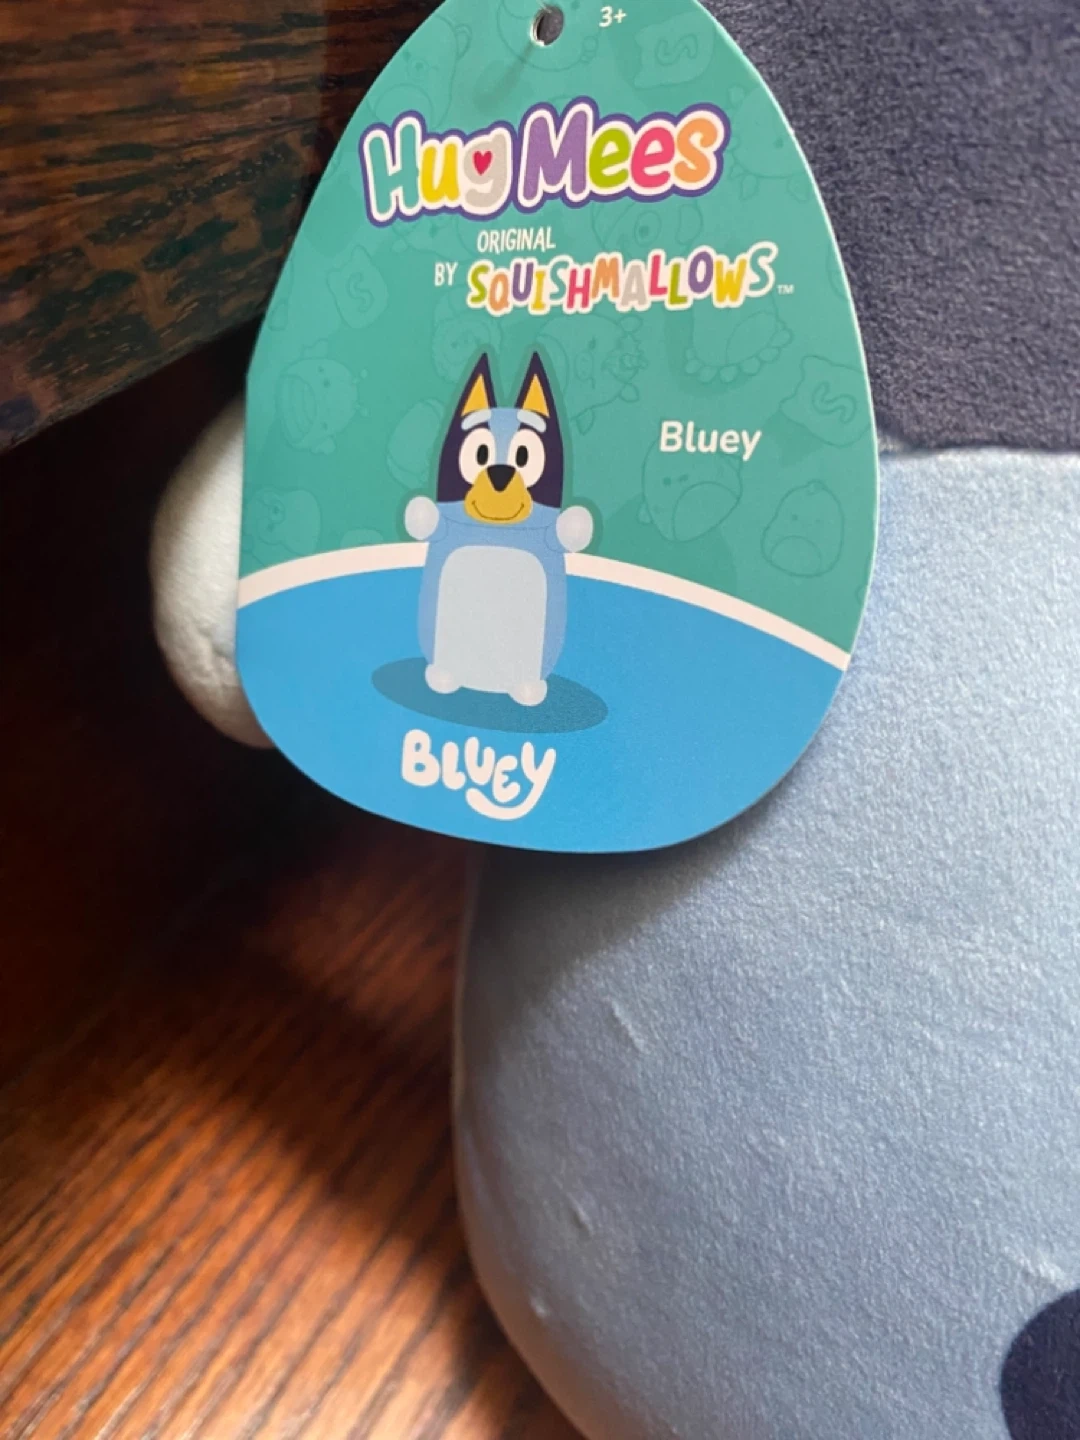 3+
Hug Mees
ORIGINAL
BY SQUISHMALLOWS™
Bluey
BLUEY